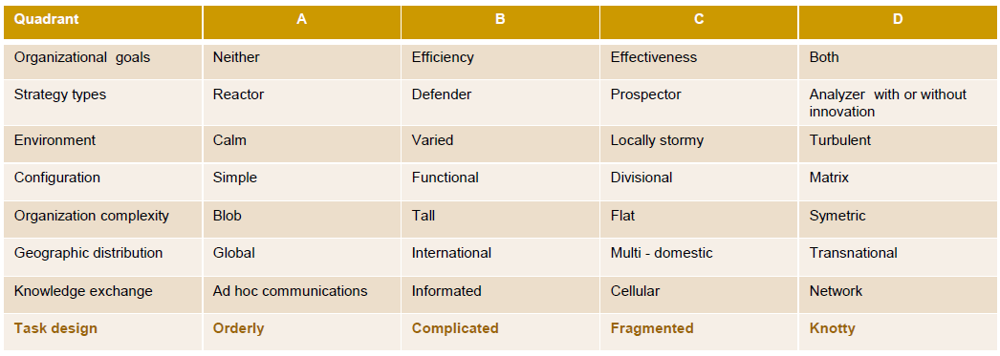 Quadrant A B C D
Organizational goals Neither Efficiency Effectiveness Both
Strategy types Reactor Defender Prospector Analyzer with or without
innovation
Environment Calm Varied Locally stormy Turbulent
Configuration Simple Functional Divisional Matrix
Organization complexity Blob Tall Flat Symetric
Geographic distribution Global International Multi - domestic Transnational
Knowledge exchange Ad hoc communications Informated Cellular Network
Task design Orderly Complicated Fragmented Knotty